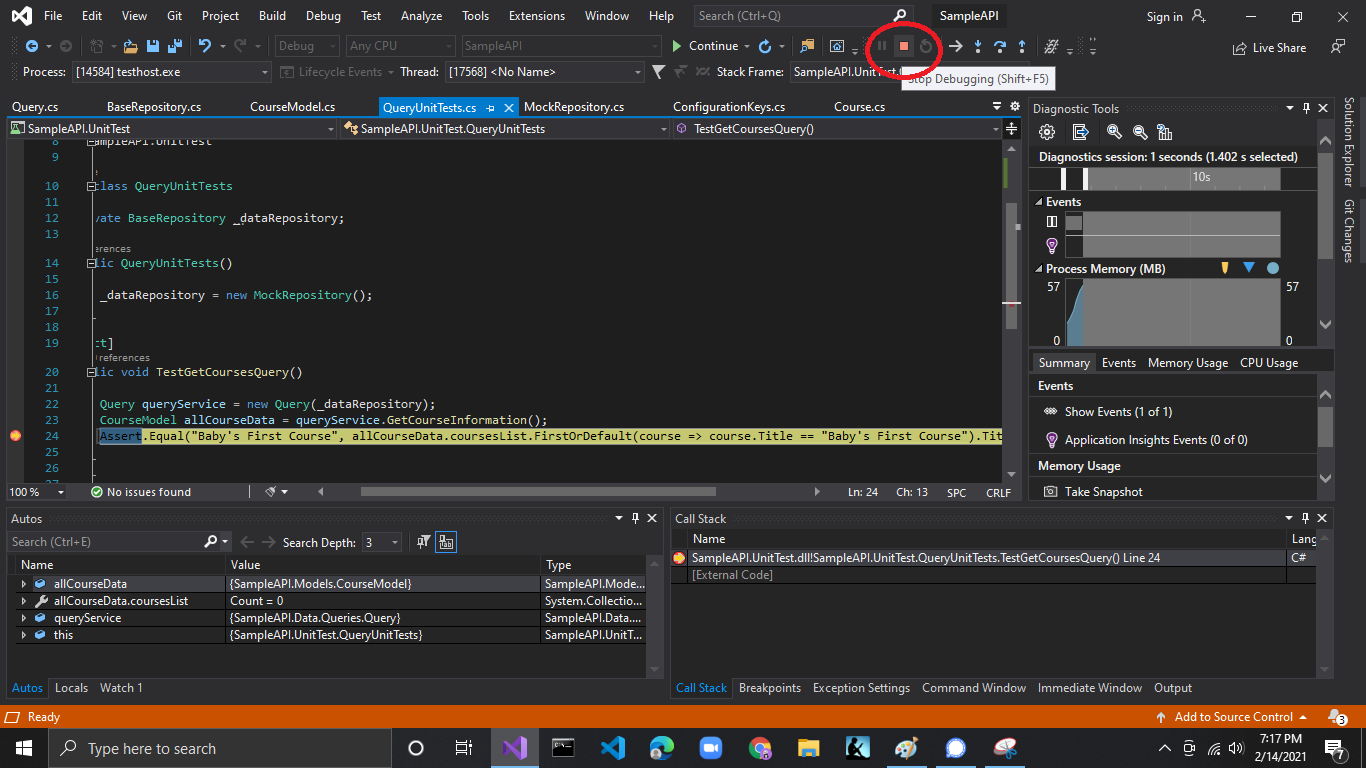 File Edit View Git Project Build Debug Test Analyze Tools Extensions Window Help Search (Ctrl+Q) SampleAPI Sign in
Debug Any CPU SampleAPI Continue Live Share
Process: [14584] testhost.exe Lifecycle Events Thread: [17568] <No Name> Stack Frame: SampleAPI.UnitTest.
Stop Debugging (Shift+F5)
Query.cs BaseRepository.cs CourseModel.cs QueryUnitTests.cs MockRepository.cs ConfigurationKeys.cs Course.cs
SampleAPI.UnitTest SampleAPI.UnitTest.QueryUnitTests TestGetCoursesQuery()
8 ampleAPI.UnitTest
9
10 class QueryUnitTests
11
12 vate BaseRepository _dataRepository;
13
erences
14 lic QueryUnitTests()
15
16 _dataRepository = new MockRepository();
17
18
19 ct]
0 references
20 lic void TestGetCoursesQuery()
21
22 Query queryService = new Query(_dataRepository);
23 CourseModel allCourseData = queryService.GetCourseInformation();
24 Assert.Equal("Baby's First Course", allCourseData.coursesList.FirstOrDefault(course => course.Title == "Baby's First Course").Tit
25
26
27
100 % No issues found Ln: 24 Ch: 13 SPC CRLF
Diagnostic Tools
Diagnostics session: 1 seconds (1.402 s selected)
10s
Events
Process Memory (MB)
57 57
0 0
Summary Events Memory Usage CPU Usage
Events
Show Events (1 of 1)
Application Insights Events (0 of 0)
Memory Usage
Take Snapshot
Solution Explorer
Git Changes
Autos
Search (Ctrl+E) Search Depth: 3
Name Value Type
allCourseData {SampleAPI.Models.CourseModel} SampleAPI.Mode...
allCourseData.coursesList Count = 0 System.Collectio...
queryService {SampleAPI.Data.Queries.Query} SampleAPI.Data....
this {SampleAPI.UnitTest.QueryUnitTests} SampleAPI.UnitT...
Autos Locals Watch 1
Call Stack
Name Lang
SampleAPI.UnitTest.dll!SampleAPI.UnitTest.QueryUnitTests.TestGetCoursesQuery() Line 24 C#
[External Code]
Call Stack Breakpoints Exception Settings Command Window Immediate Window Output
Ready Add to Source Control 3
Type here to search
7:17 PM
2/14/2021
7